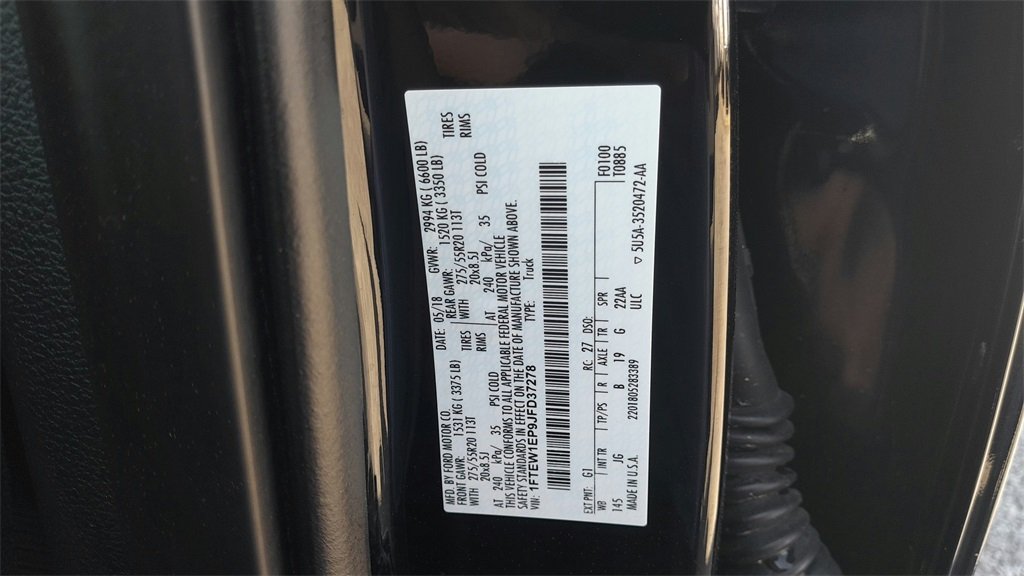 MFD. BY FORD MOTOR CO. DATE: 05/18 GVWR: 2994 KG ( 6600 LB)
FRONT GAWR: 1531 KG ( 3375 LB) REAR GAWR: 1520 KG ( 3350 LB)
WITH 275/55R20 113T TIRES WITH 275/55R20 113T TIRES
20x8.5J RIMS 20x8.5J RIMS
AT 240 kPa/ 35 PSI COLD AT 240 kPa/ 35 PSI COLD
THIS VEHICLE CONFORMS TO ALL APPLICABLE FEDERAL MOTOR VEHICLE
SAFETY STANDARDS IN EFFECT ON THE DATE OF MANUFACTURE SHOWN ABOVE.
VIN: 1FTEW1EP9JFD37278 TYPE: Truck
EXT PNT: G1 RC: 27 DSO: F0100
WB INT TR TP/PS R AXLE TR SPR T0885
145 JG B 19 G 22AA
MADE IN U.S.A. 2201805283389 ULC
▽ 5U5A-3520472-AA